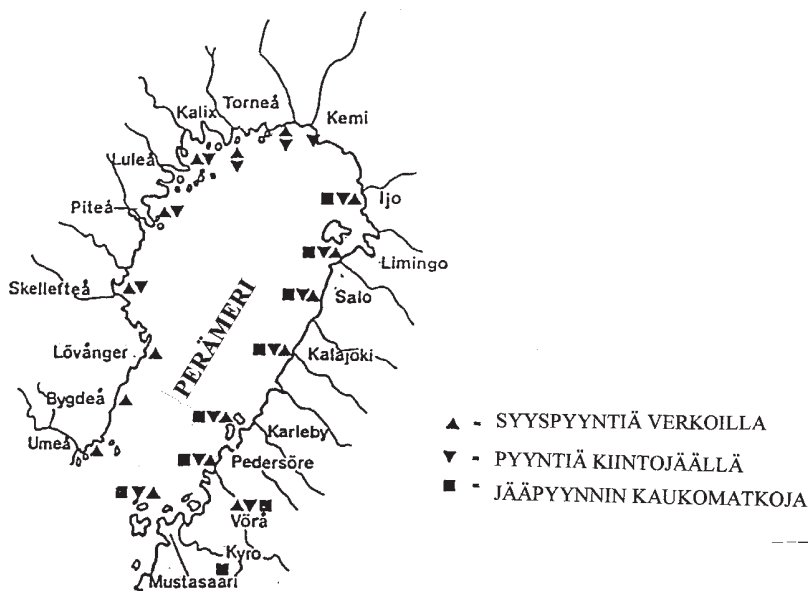 Torneå
Kalix
Kemi
Luleå
Piteå
Ijo
Limingo
Skellefteå
Salo
PERÄMERI
Lövånger
Kalajoki
Bygdeå
Karleby
Umeå
Pedersöre
Vörå
Kyro
Mustasaari
▲ - SYYSPYYNTIÄ VERKOILLA
▼ - PYYNTIÄ KIINTOJÄÄLLÄ
■ - JÄÄPYYNNIN KAUKOMATKOJA